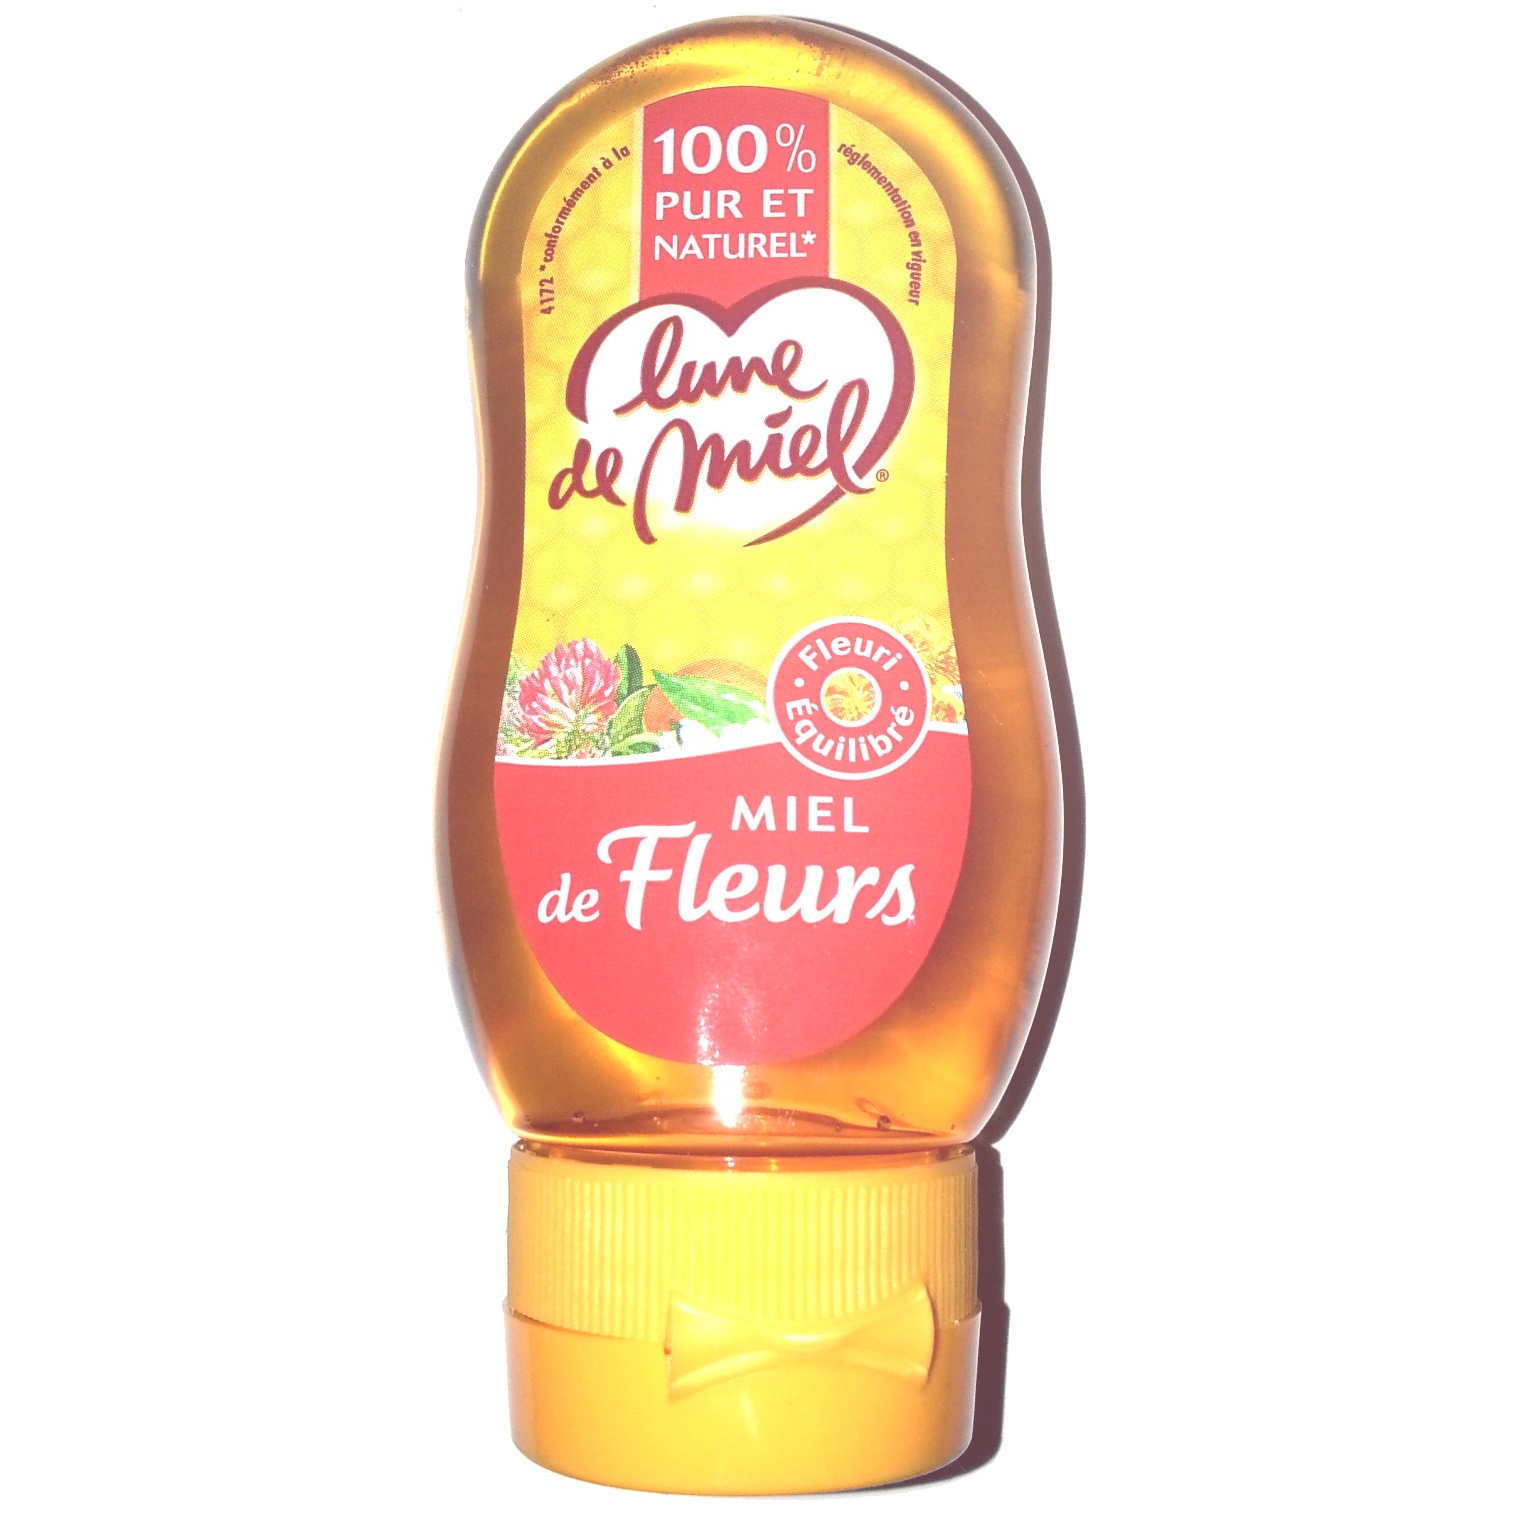 100%
PUR ET
NATUREL*
4172 *conformément à la
réglementation en vigueur
lune
de miel®
• Fleuri •
Équilibré
MIEL
de Fleurs